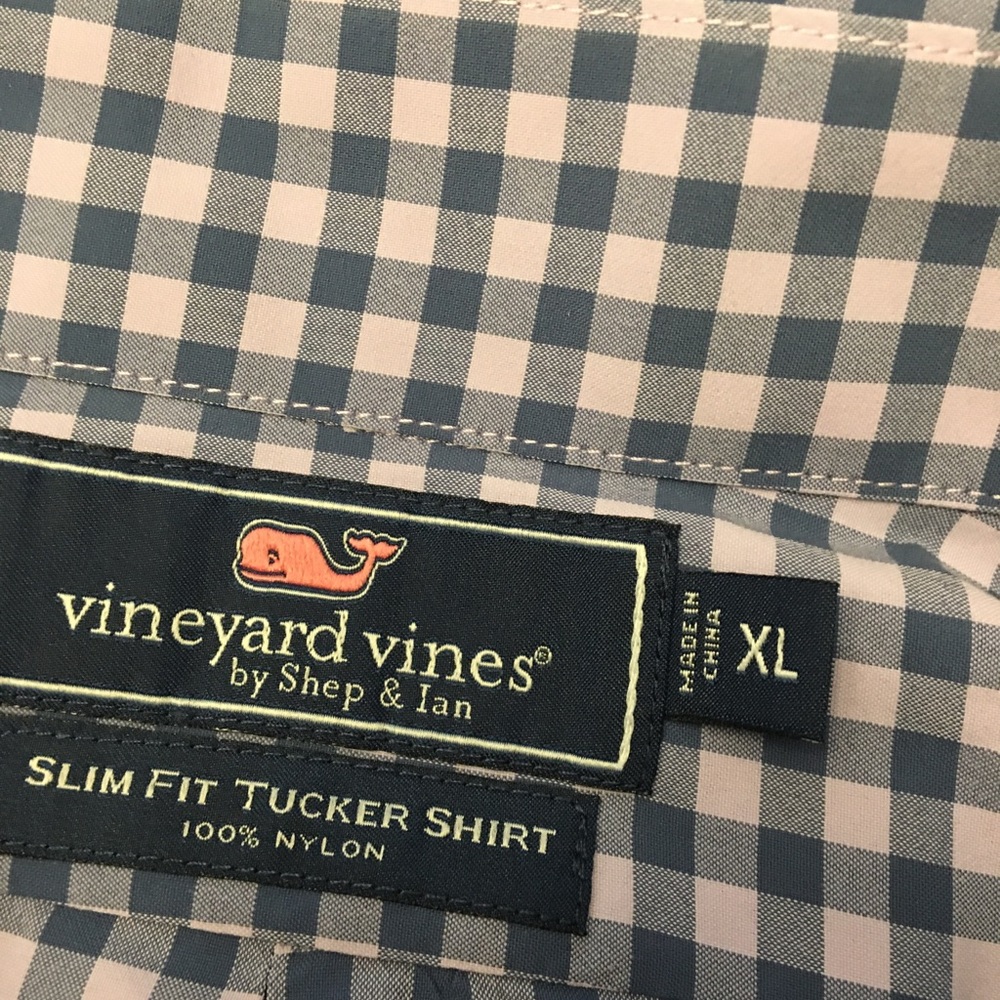 vineyard vines®
by Shep & Ian
MADE IN
CHINA
XL
SLIM FIT TUCKER SHIRT
100% NYLON